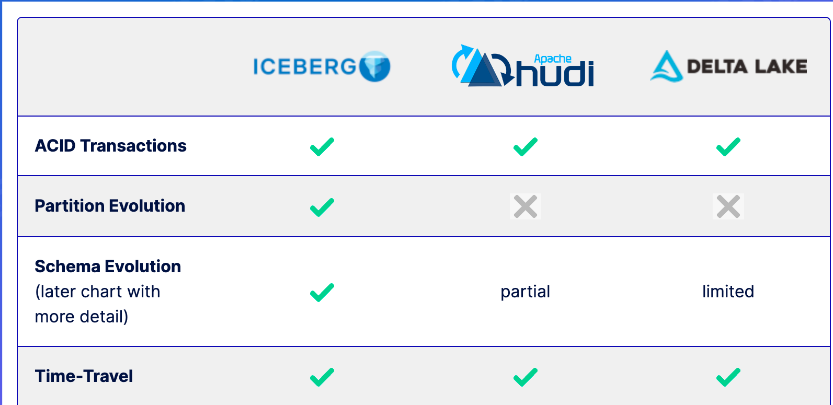 ICEBERG
Apache
hudi
DELTA LAKE
ACID Transactions
Partition Evolution
Schema Evolution
(later chart with
more detail)
partial
limited
Time-Travel